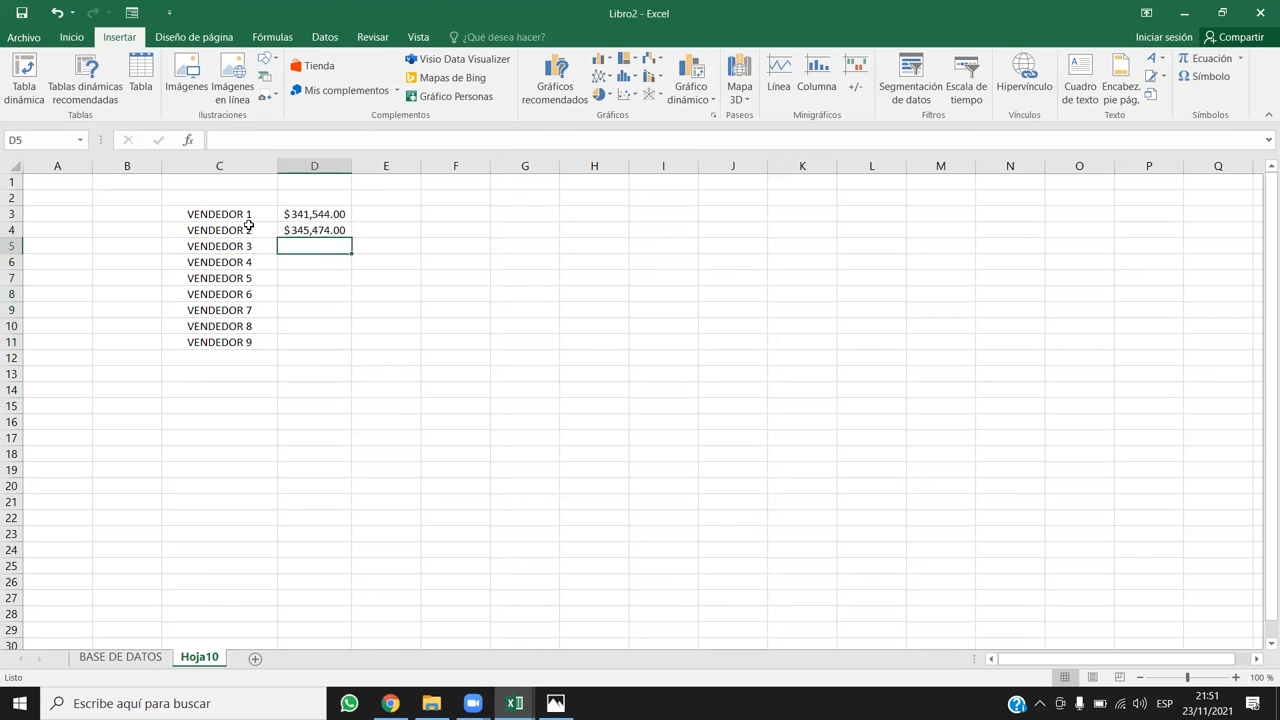 Libro2 - Excel
Archivo Inicio Insertar Diseño de página Fórmulas Datos Revisar Vista ¿Qué desea hacer? Iniciar sesión Compartir
Tabla dinámica
Tablas dinámicas recomendadas
Tabla
Tablas
Imágenes
Imágenes en línea
Ilustraciones
Tienda
Mis complementos
Visio Data Visualizer
Mapas de Bing
Gráfico Personas
Complementos
Gráficos recomendados
Gráfico dinámico
Gráficos
Mapa 3D
Paseos
Línea
Columna
+/-
Minigráficos
Segmentación de datos
Escala de tiempo
Filtros
Hipervínculo
Vínculos
Cuadro de texto
Encabez. pie pág.
Texto
Ecuación
Símbolo
Símbolos
D5 fx
A B C D E F G H I J K L M N O P Q
1
2
3 VENDEDOR 1 $ 341,544.00
4 VENDEDOR 2 $ 345,474.00
5 VENDEDOR 3
6 VENDEDOR 4
7 VENDEDOR 5
8 VENDEDOR 6
9 VENDEDOR 7
10 VENDEDOR 8
11 VENDEDOR 9
12
13
14
15
16
17
18
19
20
21
22
23
24
25
26
27
28
29
30
BASE DE DATOS Hoja10
Listo 100 %
Escribe aquí para buscar ESP 21:51
23/11/2021